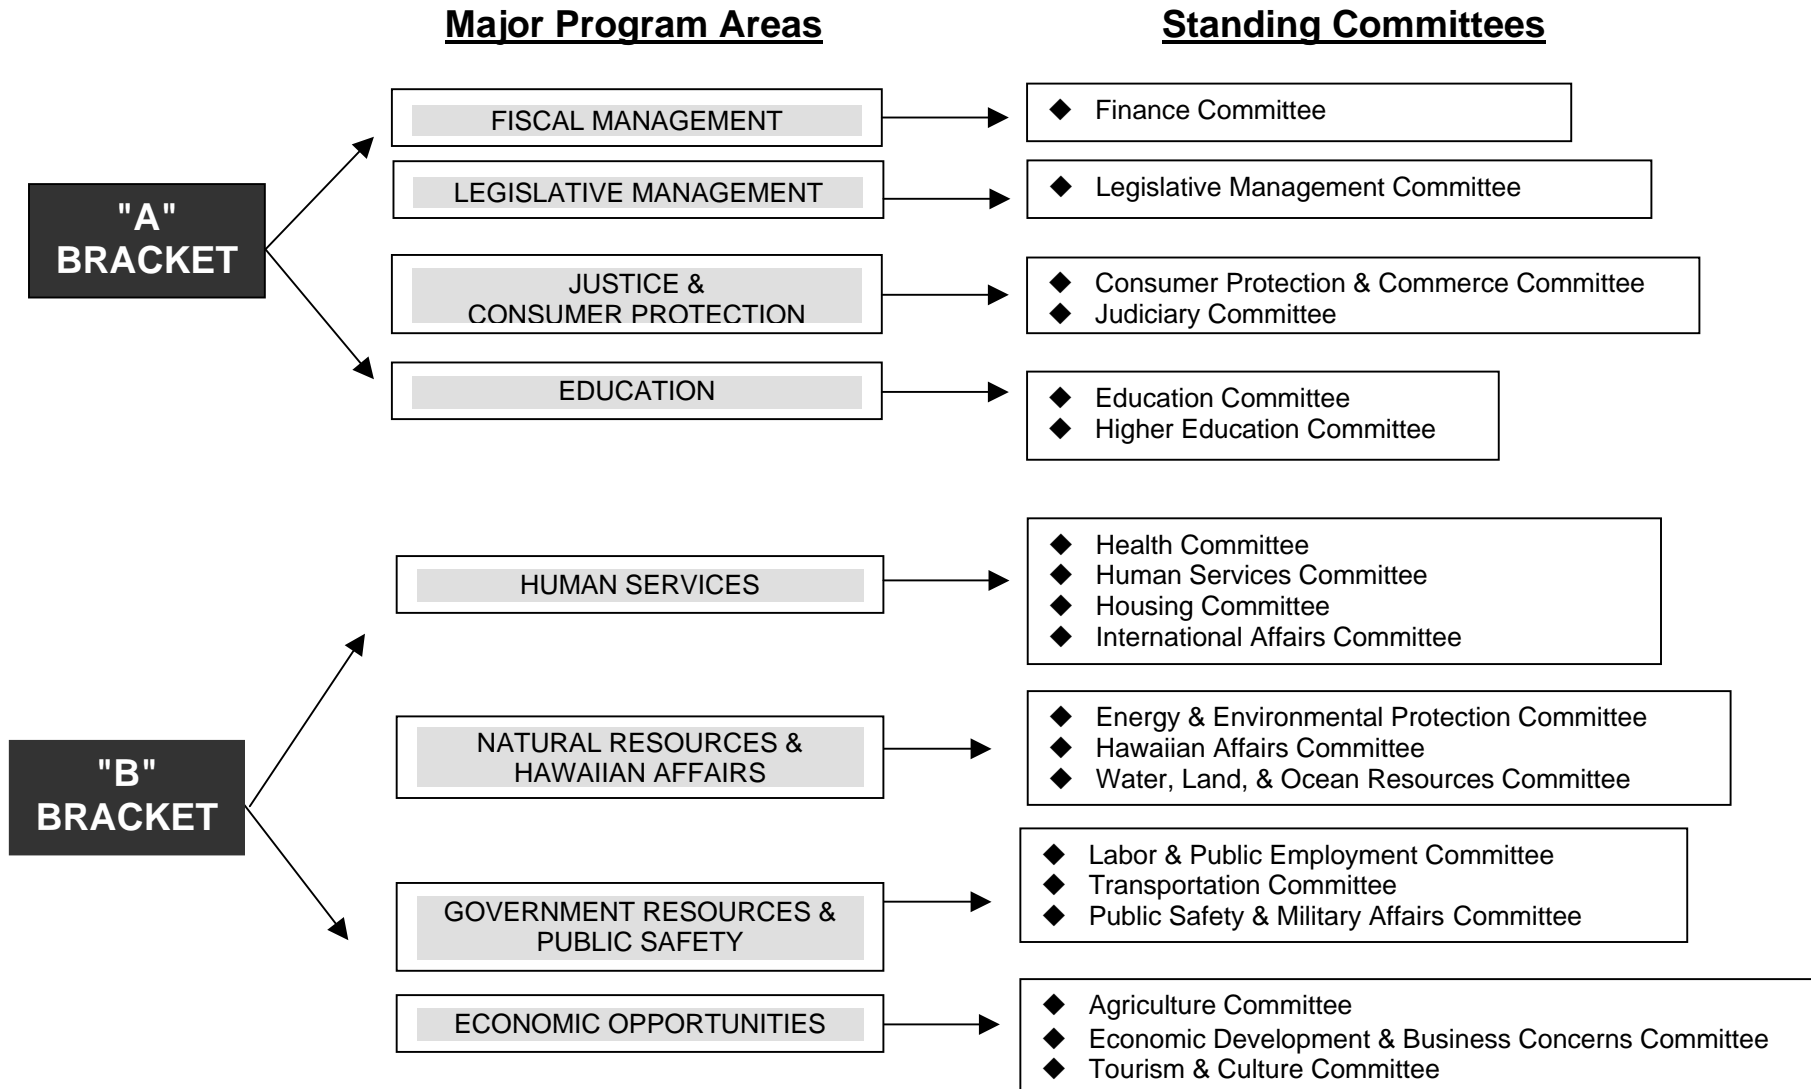 Major Program Areas
Standing Committees
"A"
BRACKET
FISCAL MANAGEMENT
◆ Finance Committee
LEGISLATIVE MANAGEMENT
◆ Legislative Management Committee
JUSTICE &
CONSUMER PROTECTION
◆ Consumer Protection & Commerce Committee
◆ Judiciary Committee
EDUCATION
◆ Education Committee
◆ Higher Education Committee
"B"
BRACKET
HUMAN SERVICES
◆ Health Committee
◆ Human Services Committee
◆ Housing Committee
◆ International Affairs Committee
NATURAL RESOURCES &
HAWAIIAN AFFAIRS
◆ Energy & Environmental Protection Committee
◆ Hawaiian Affairs Committee
◆ Water, Land, & Ocean Resources Committee
GOVERNMENT RESOURCES &
PUBLIC SAFETY
◆ Labor & Public Employment Committee
◆ Transportation Committee
◆ Public Safety & Military Affairs Committee
ECONOMIC OPPORTUNITIES
◆ Agriculture Committee
◆ Economic Development & Business Concerns Committee
◆ Tourism & Culture Committee